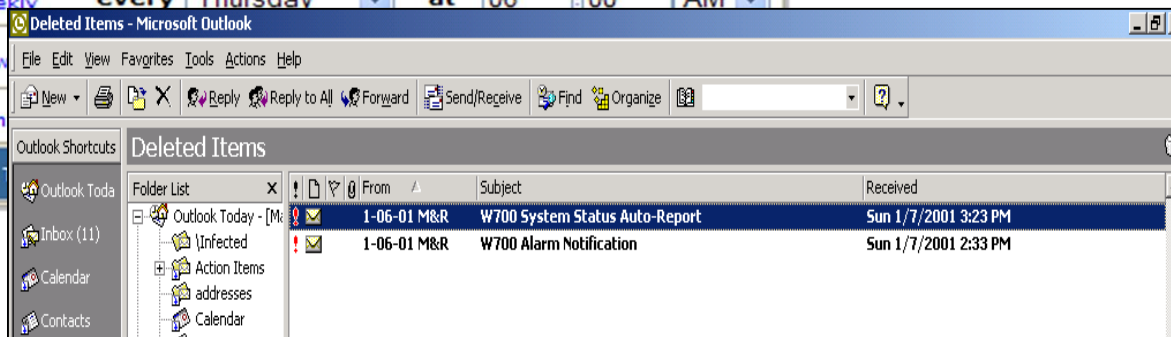 every Thursday at 00 :00 AM
Deleted Items - Microsoft Outlook
File Edit View Favorites Tools Actions Help
New Reply Reply to All Forward Send/Receive Find Organize
Outlook Shortcuts Deleted Items
Outlook Toda Folder List X ! From Subject Received
Outlook Today - [Ma 1-06-01 M&R W700 System Status Auto-Report Sun 1/7/2001 3:23 PM
Inbox (11) \Infected 1-06-01 M&R W700 Alarm Notification Sun 1/7/2001 2:33 PM
Action Items
Calendar addresses
Contacts Calendar